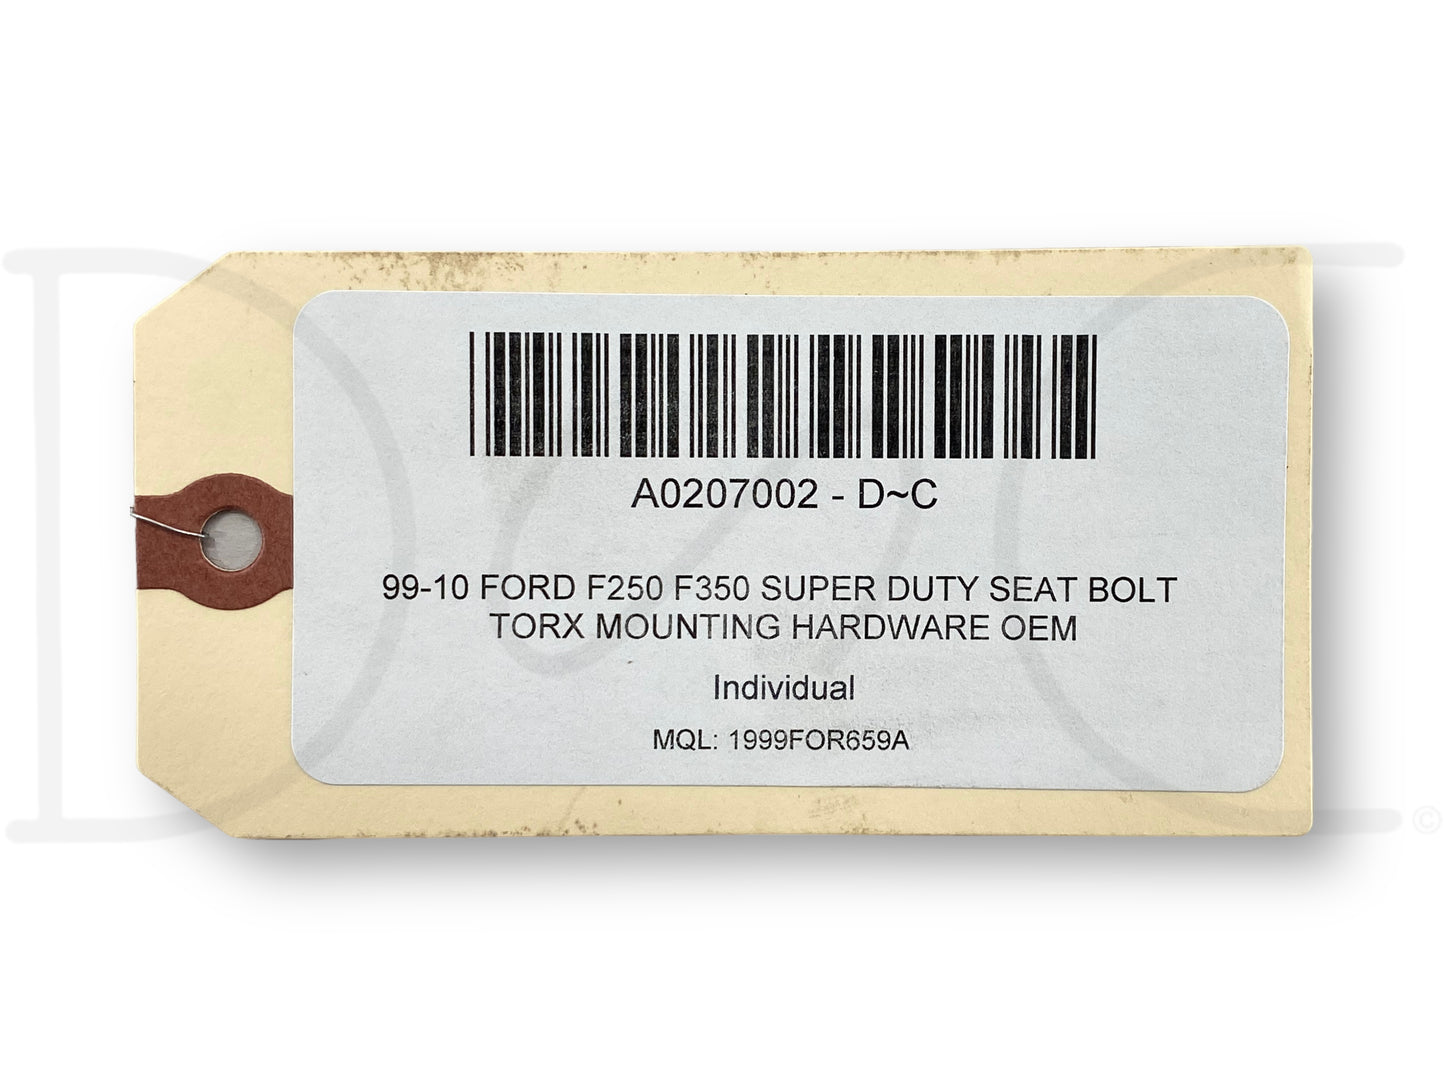 A0207002 - D~C
99-10 FORD F250 F350 SUPER DUTY SEAT BOLT
TORX MOUNTING HARDWARE OEM
Individual
MQL: 1999FOR659A
D~C
©